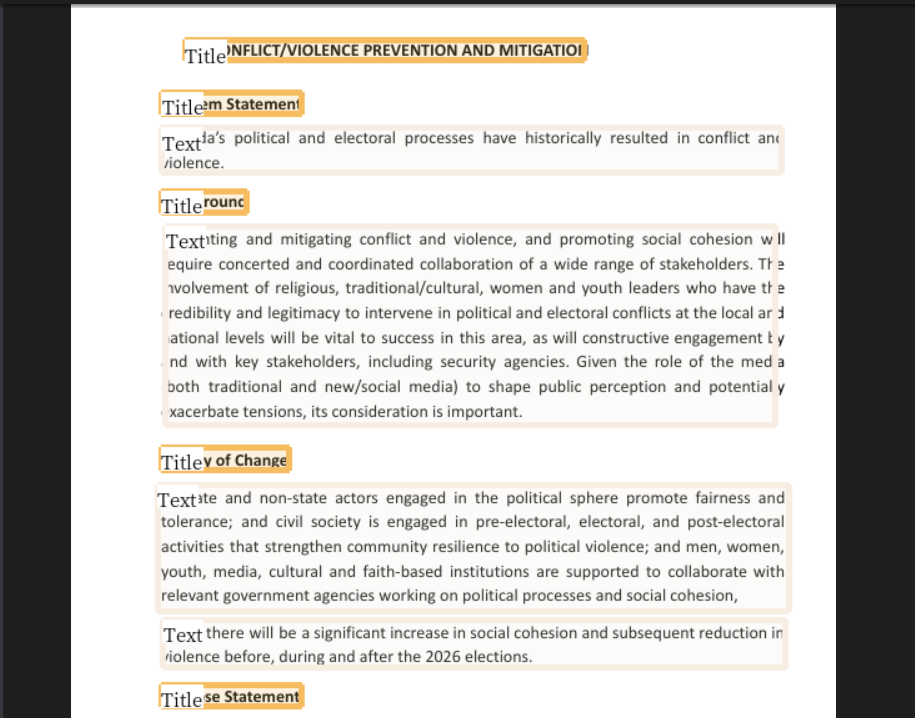 Title ONFLICT/VIOLENCE PREVENTION AND MITIGATION
Title em Statement
Text da’s political and electoral processes have historically resulted in conflict and
violence.
Title round
Text nting and mitigating conflict and violence, and promoting social cohesion will
require concerted and coordinated collaboration of a wide range of stakeholders. The
involvement of religious, traditional/cultural, women and youth leaders who have the
credibility and legitimacy to intervene in political and electoral conflicts at the local and
national levels will be vital to success in this area, as will constructive engagement by
and with key stakeholders, including security agencies. Given the role of the media
(both traditional and new/social media) to shape public perception and potentially
exacerbate tensions, its consideration is important.
Title y of Change
Text ate and non-state actors engaged in the political sphere promote fairness and
tolerance; and civil society is engaged in pre-electoral, electoral, and post-electoral
activities that strengthen community resilience to political violence; and men, women,
youth, media, cultural and faith-based institutions are supported to collaborate with
relevant government agencies working on political processes and social cohesion,
Text there will be a significant increase in social cohesion and subsequent reduction in
violence before, during and after the 2026 elections.
Title se Statement